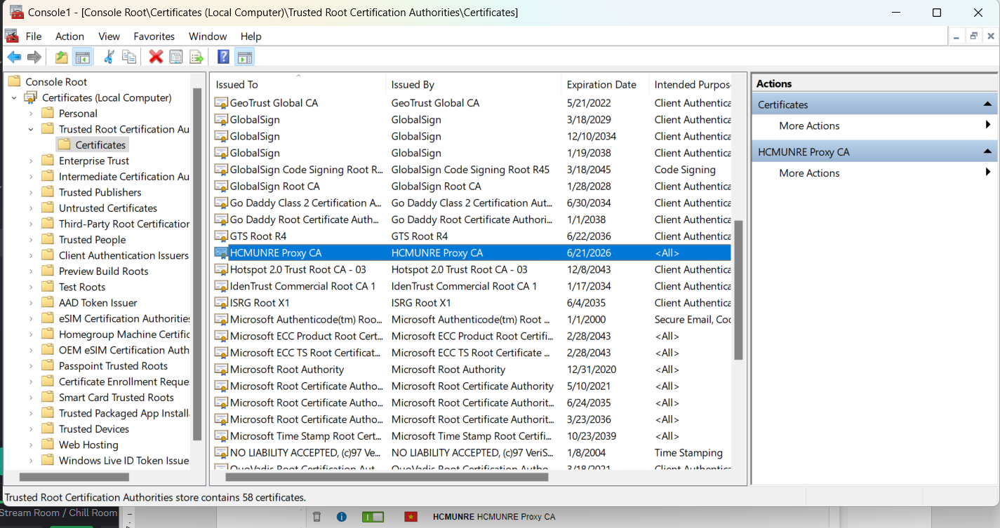 Console1 - [Console Root\Certificates (Local Computer)\Trusted Root Certification Authorities\Certificates]
File Action View Favorites Window Help
Console Root
Certificates (Local Computer)
Personal
Trusted Root Certification Au
Certificates
Enterprise Trust
Intermediate Certification Au
Trusted Publishers
Untrusted Certificates
Third-Party Root Certification
Trusted People
Client Authentication Issuers
Preview Build Roots
Test Roots
AAD Token Issuer
eSIM Certification Authorities
Homegroup Machine Certific
OEM eSIM Certification Auth
Passpoint Trusted Roots
Certificate Enrollment Reque
Smart Card Trusted Roots
Trusted Packaged App Install
Trusted Devices
Web Hosting
Windows Live ID Token Issue
Issued To Issued By Expiration Date Intended Purpos
GeoTrust Global CA GeoTrust Global CA 5/21/2022 Client Authentica
GlobalSign GlobalSign 3/18/2029 Client Authentica
GlobalSign GlobalSign 12/10/2034 Client Authentica
GlobalSign GlobalSign 1/19/2038 Client Authentica
GlobalSign Code Signing Root R... GlobalSign Code Signing Root R45 3/18/2045 Code Signing
GlobalSign Root CA GlobalSign Root CA 1/28/2028 Client Authentica
Go Daddy Class 2 Certification A... Go Daddy Class 2 Certification Aut... 6/30/2034 Client Authentica
Go Daddy Root Certificate Auth... Go Daddy Root Certificate Authori... 1/1/2038 Client Authentica
GTS Root R4 GTS Root R4 6/22/2036 Client Authentica
HCMUNRE Proxy CA HCMUNRE Proxy CA 6/21/2026 <All>
Hotspot 2.0 Trust Root CA - 03 Hotspot 2.0 Trust Root CA - 03 12/8/2043 Client Authentica
IdenTrust Commercial Root CA 1 IdenTrust Commercial Root CA 1 1/17/2034 Client Authentica
ISRG Root X1 ISRG Root X1 6/4/2035 Client Authentica
Microsoft Authenticode(tm) Roo... Microsoft Authenticode(tm) Root ... 1/1/2000 Secure Email, Coc
Microsoft ECC Product Root Cert... Microsoft ECC Product Root Certifi... 2/28/2043 <All>
Microsoft ECC TS Root Certificat... Microsoft ECC TS Root Certificate ... 2/28/2043 <All>
Microsoft Root Authority Microsoft Root Authority 12/31/2020 <All>
Microsoft Root Certificate Autho... Microsoft Root Certificate Authority 5/10/2021 <All>
Microsoft Root Certificate Autho... Microsoft Root Certificate Authorit... 6/24/2035 <All>
Microsoft Root Certificate Autho... Microsoft Root Certificate Authorit... 3/23/2036 <All>
Microsoft Time Stamp Root Cert... Microsoft Time Stamp Root Certifi... 10/23/2039 <All>
NO LIABILITY ACCEPTED, (c)97 Ve... NO LIABILITY ACCEPTED, (c)97 VeriS... 1/8/2004 Time Stamping
QuoVadis Root Certification Aut... QuoVadis Root Certification Autho... 3/18/2021 Client Authentica
Actions
Certificates
More Actions
HCMUNRE Proxy CA
More Actions
Trusted Root Certification Authorities store contains 58 certificates.
Stream Room / Chill Room
HCMUNRE HCMUNRE Proxy CA